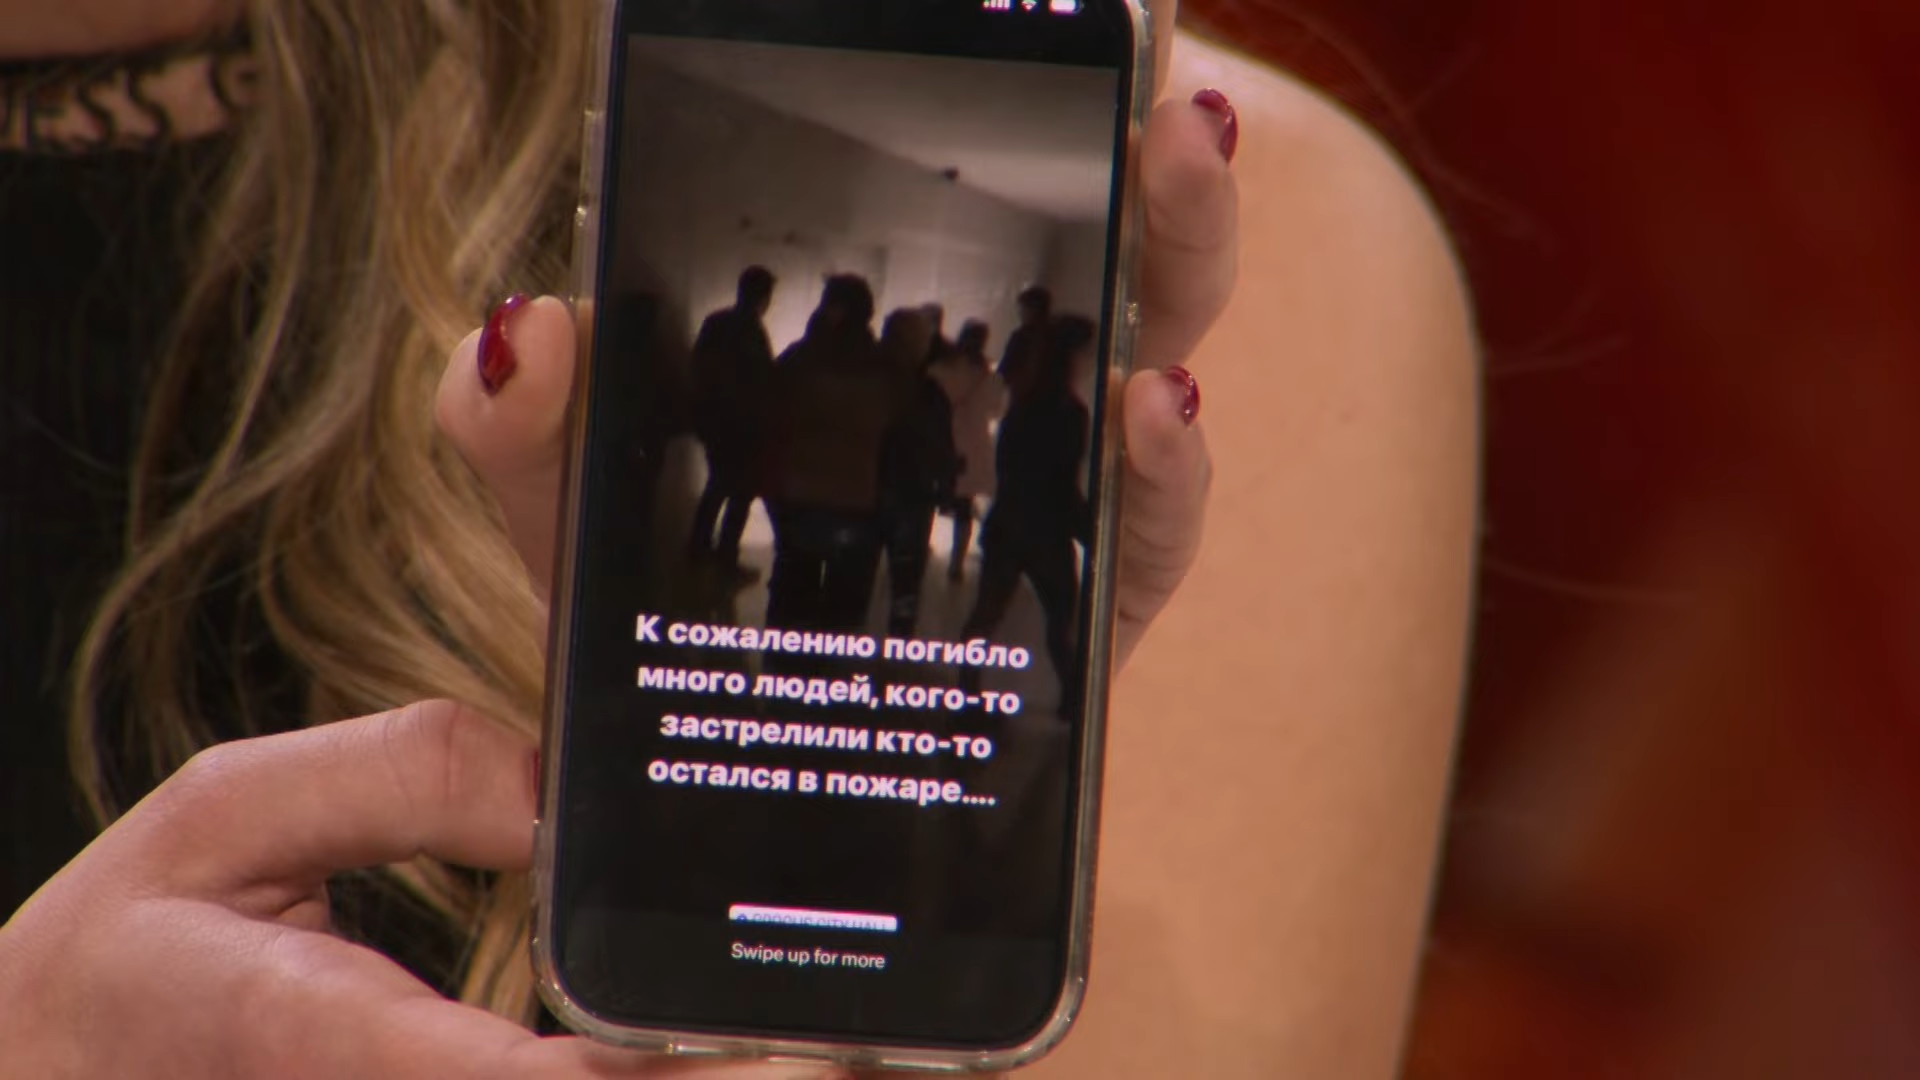 К сожалению погибло
много людей, кого-то
застрелили кто-то
остался в пожаре....
Swipe up for more